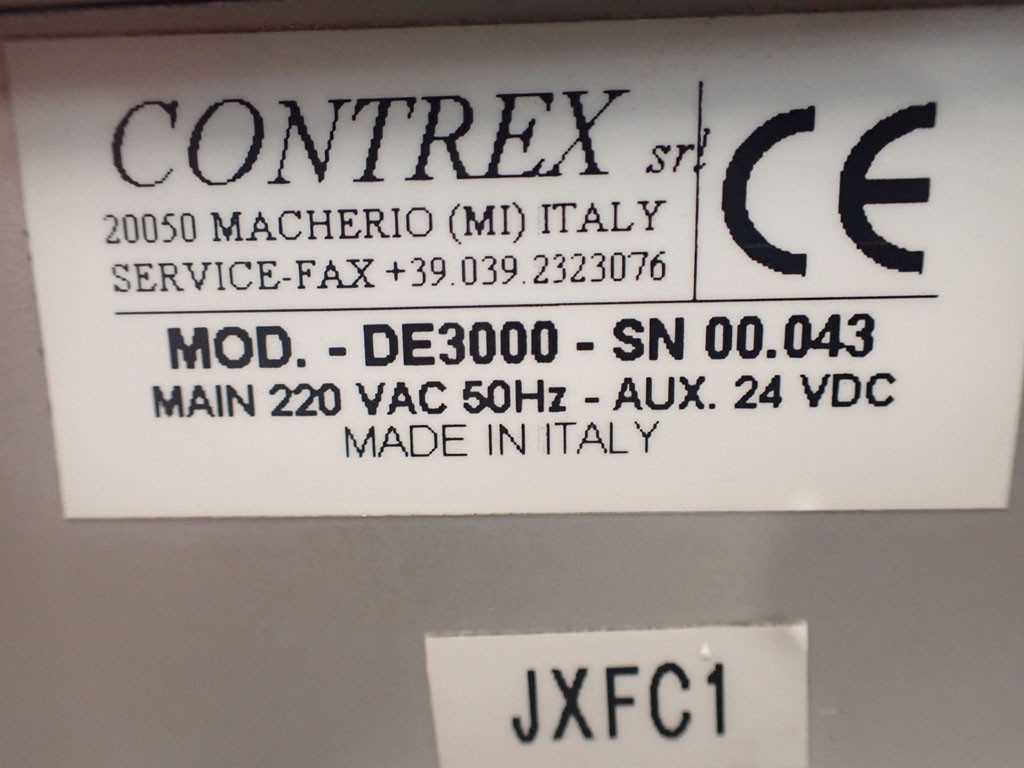 CONTREX srl
20050 MACHERIO (MI) ITALY
SERVICE-FAX +39.039.2323076
CE
MOD. - DE3000 - SN 00.043
MAIN 220 VAC 50Hz - AUX. 24 VDC
MADE IN ITALY
JXFC1